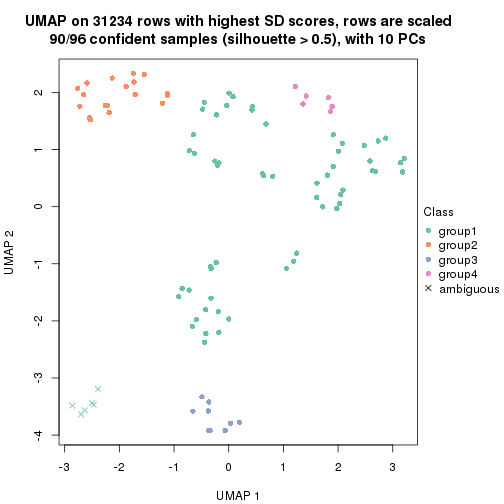 UMAP on 31234 rows with highest SD scores, rows are scaled
90/96 confident samples (silhouette > 0.5), with 10 PCs
2
1
0
-1
-2
-3
-4
UMAP 2
-3 -2 -1 0 1 2 3
UMAP 1
Class
group1
group2
group3
group4
ambiguous